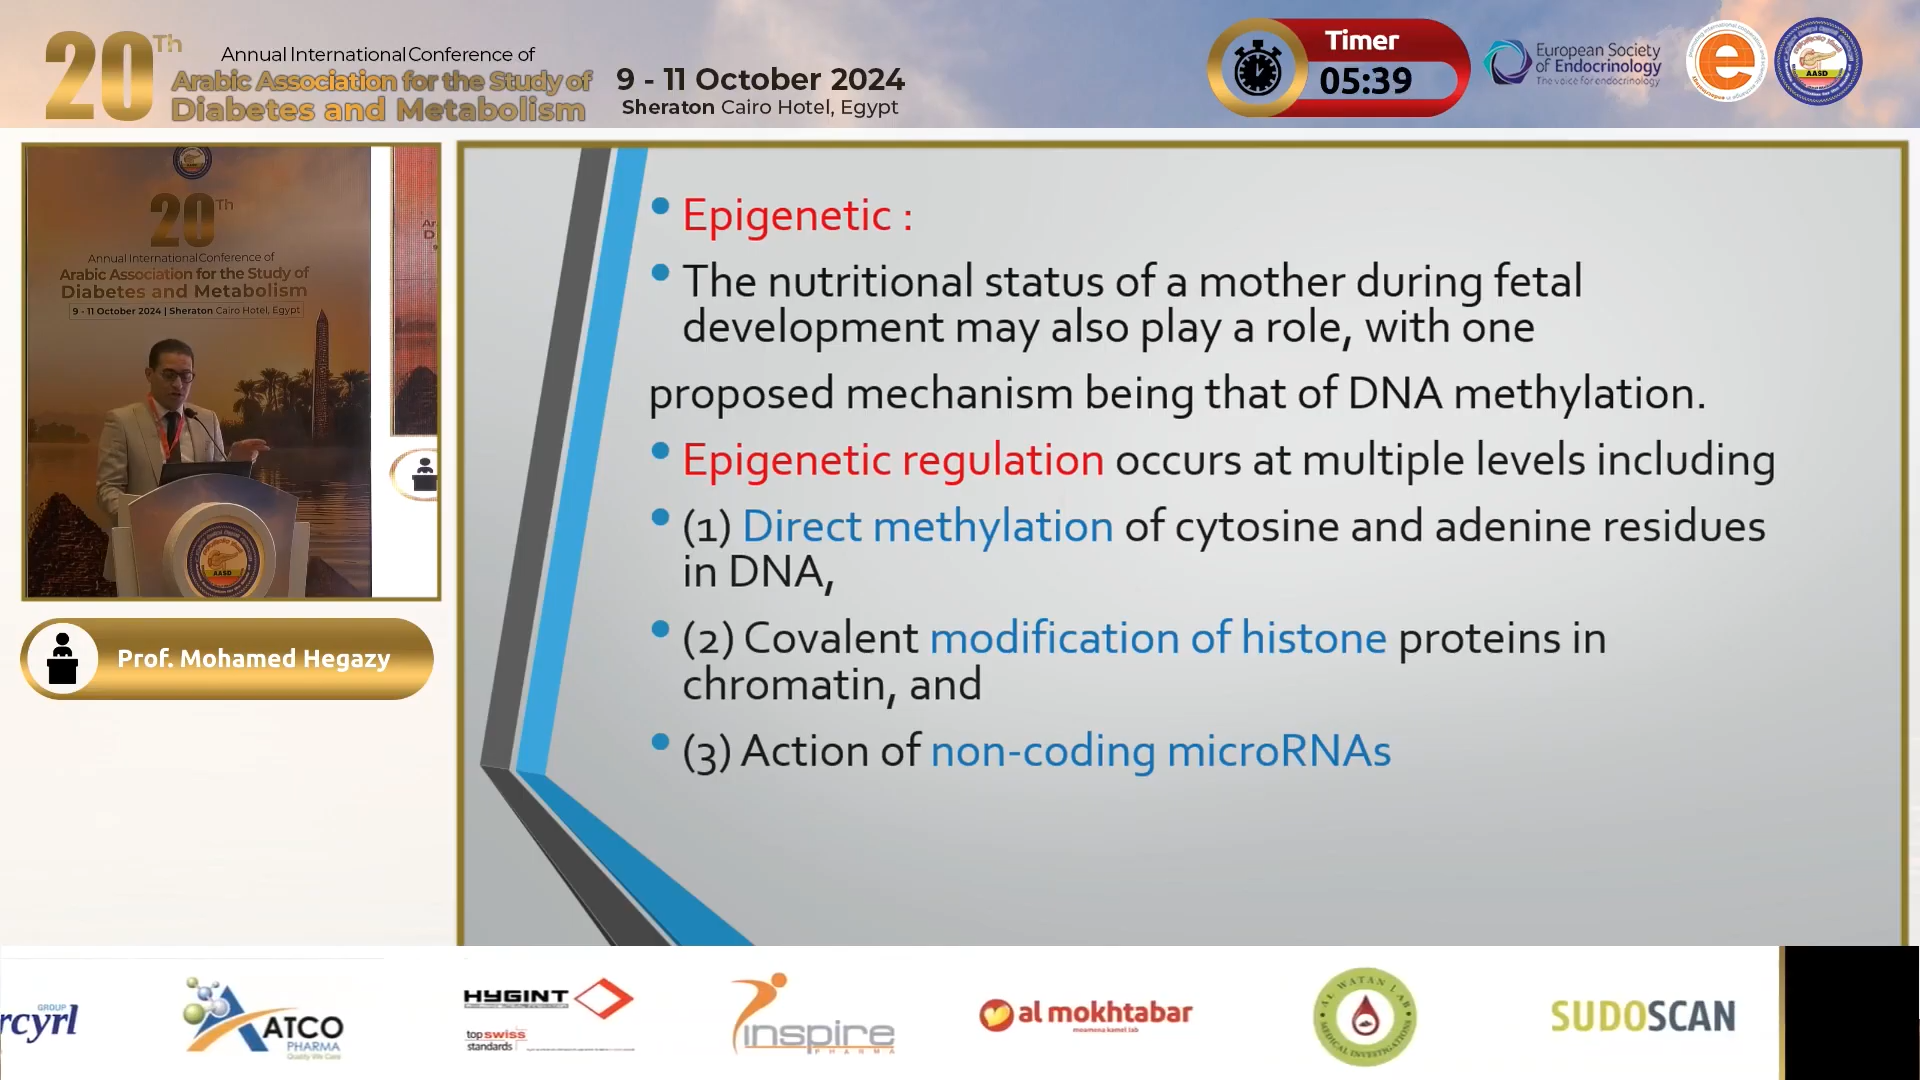 20Th
Annual International Conference of
Arabic Association for the Study of
Diabetes and Metabolism
9 - 11 October 2024
Sheraton Cairo Hotel, Egypt
Timer
05:39
European Society
of Endocrinology
The voice for endocrinology
e
AASD
20Th
Annual International Conference of
Arabic Association for the Study of
Diabetes and Metabolism
9 - 11 October 2024 | Sheraton Cairo Hotel, Egypt
Ar
D
AASD
Prof. Mohamed Hegazy
• Epigenetic :
• The nutritional status of a mother during fetal
development may also play a role, with one
proposed mechanism being that of DNA methylation.
• Epigenetic regulation occurs at multiple levels including
• (1) Direct methylation of cytosine and adenine residues
in DNA,
• (2) Covalent modification of histone proteins in
chromatin, and
• (3) Action of non-coding microRNAs
GROUP
rcyrl
ATCO
PHARMA
Quality We Care
HYGINT
top swiss
standards
inspire
PHARMA
al mokhtabar
moamena kamel lab
AL WATAN LAB
MEDICAL INVESTIGATIONS
SUDOSCAN